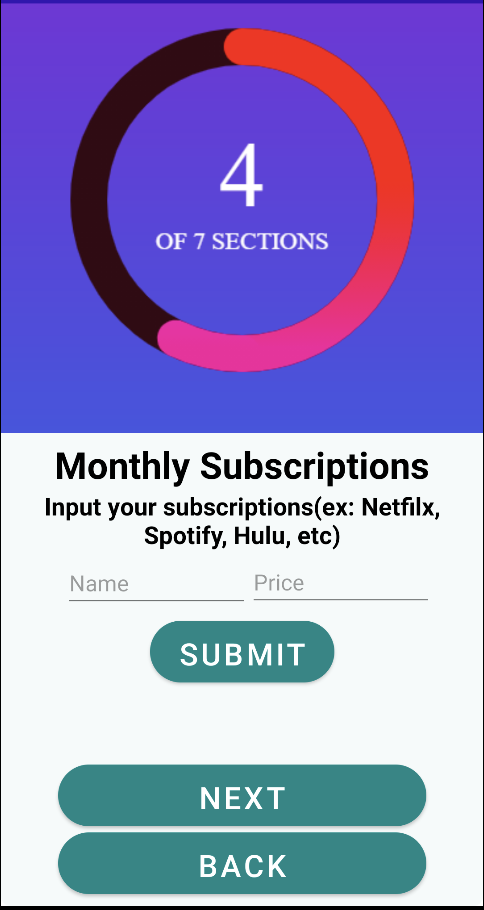 4
OF 7 SECTIONS
Monthly Subscriptions
Input your subscriptions(ex: Netfilx,
Spotify, Hulu, etc)
Name Price
SUBMIT
NEXT
BACK